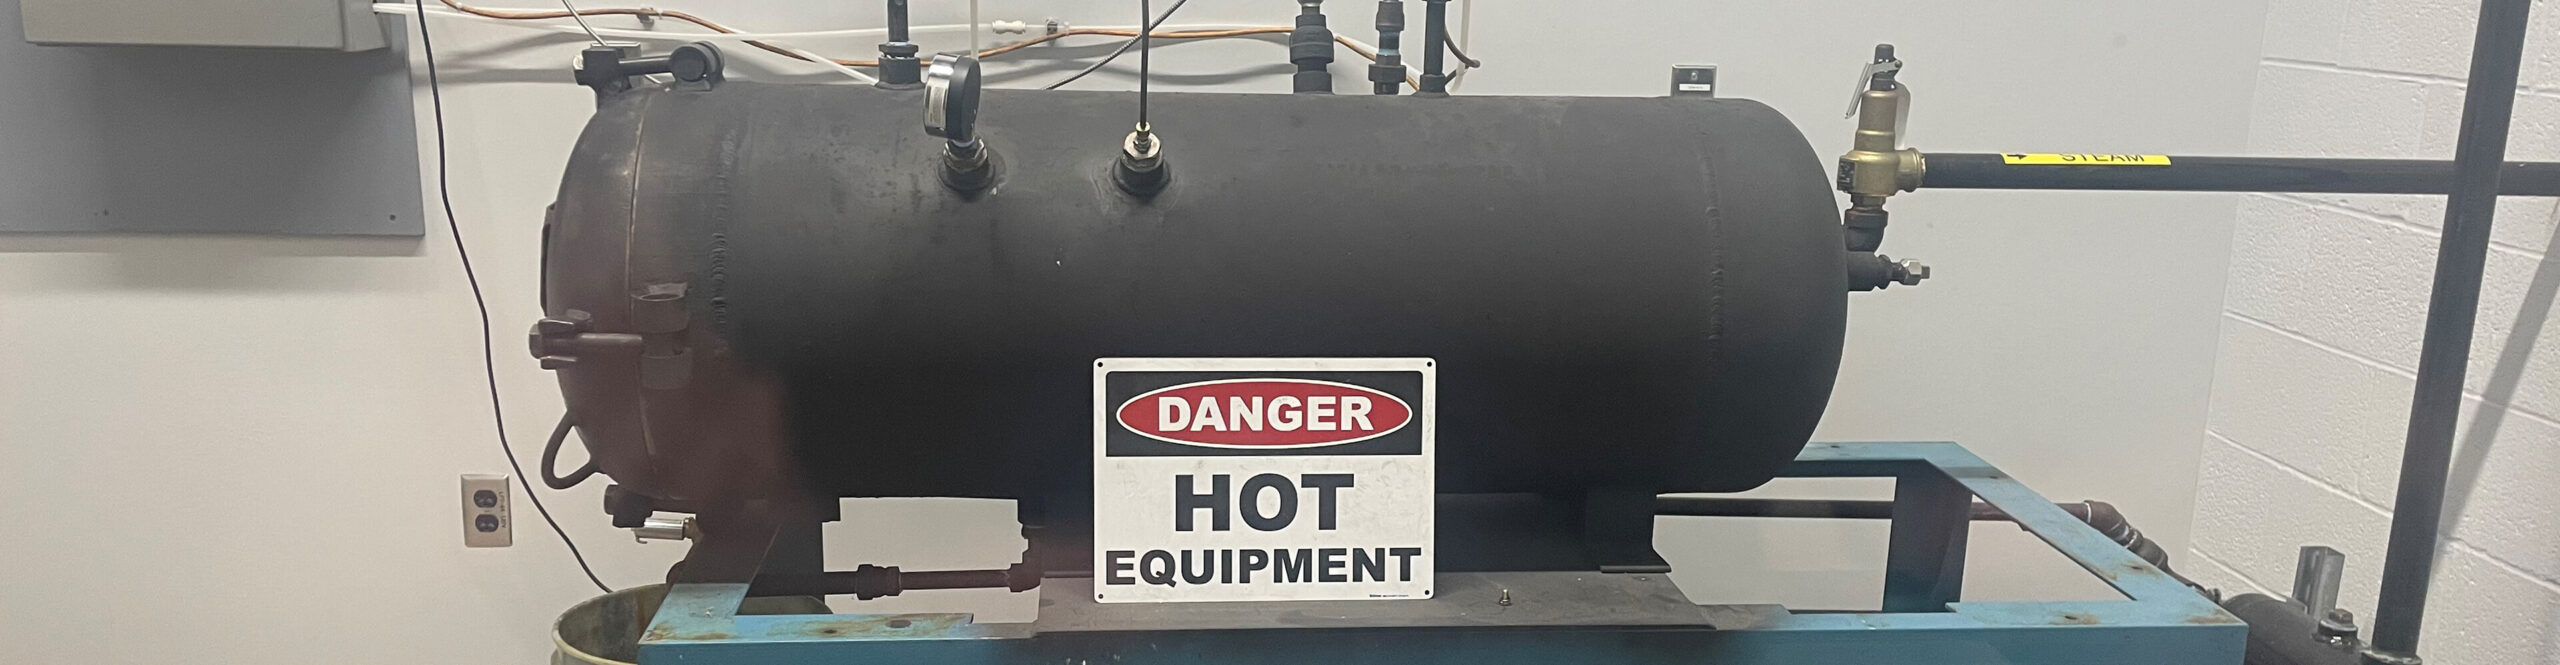 STEAM
DANGER
HOT
EQUIPMENT